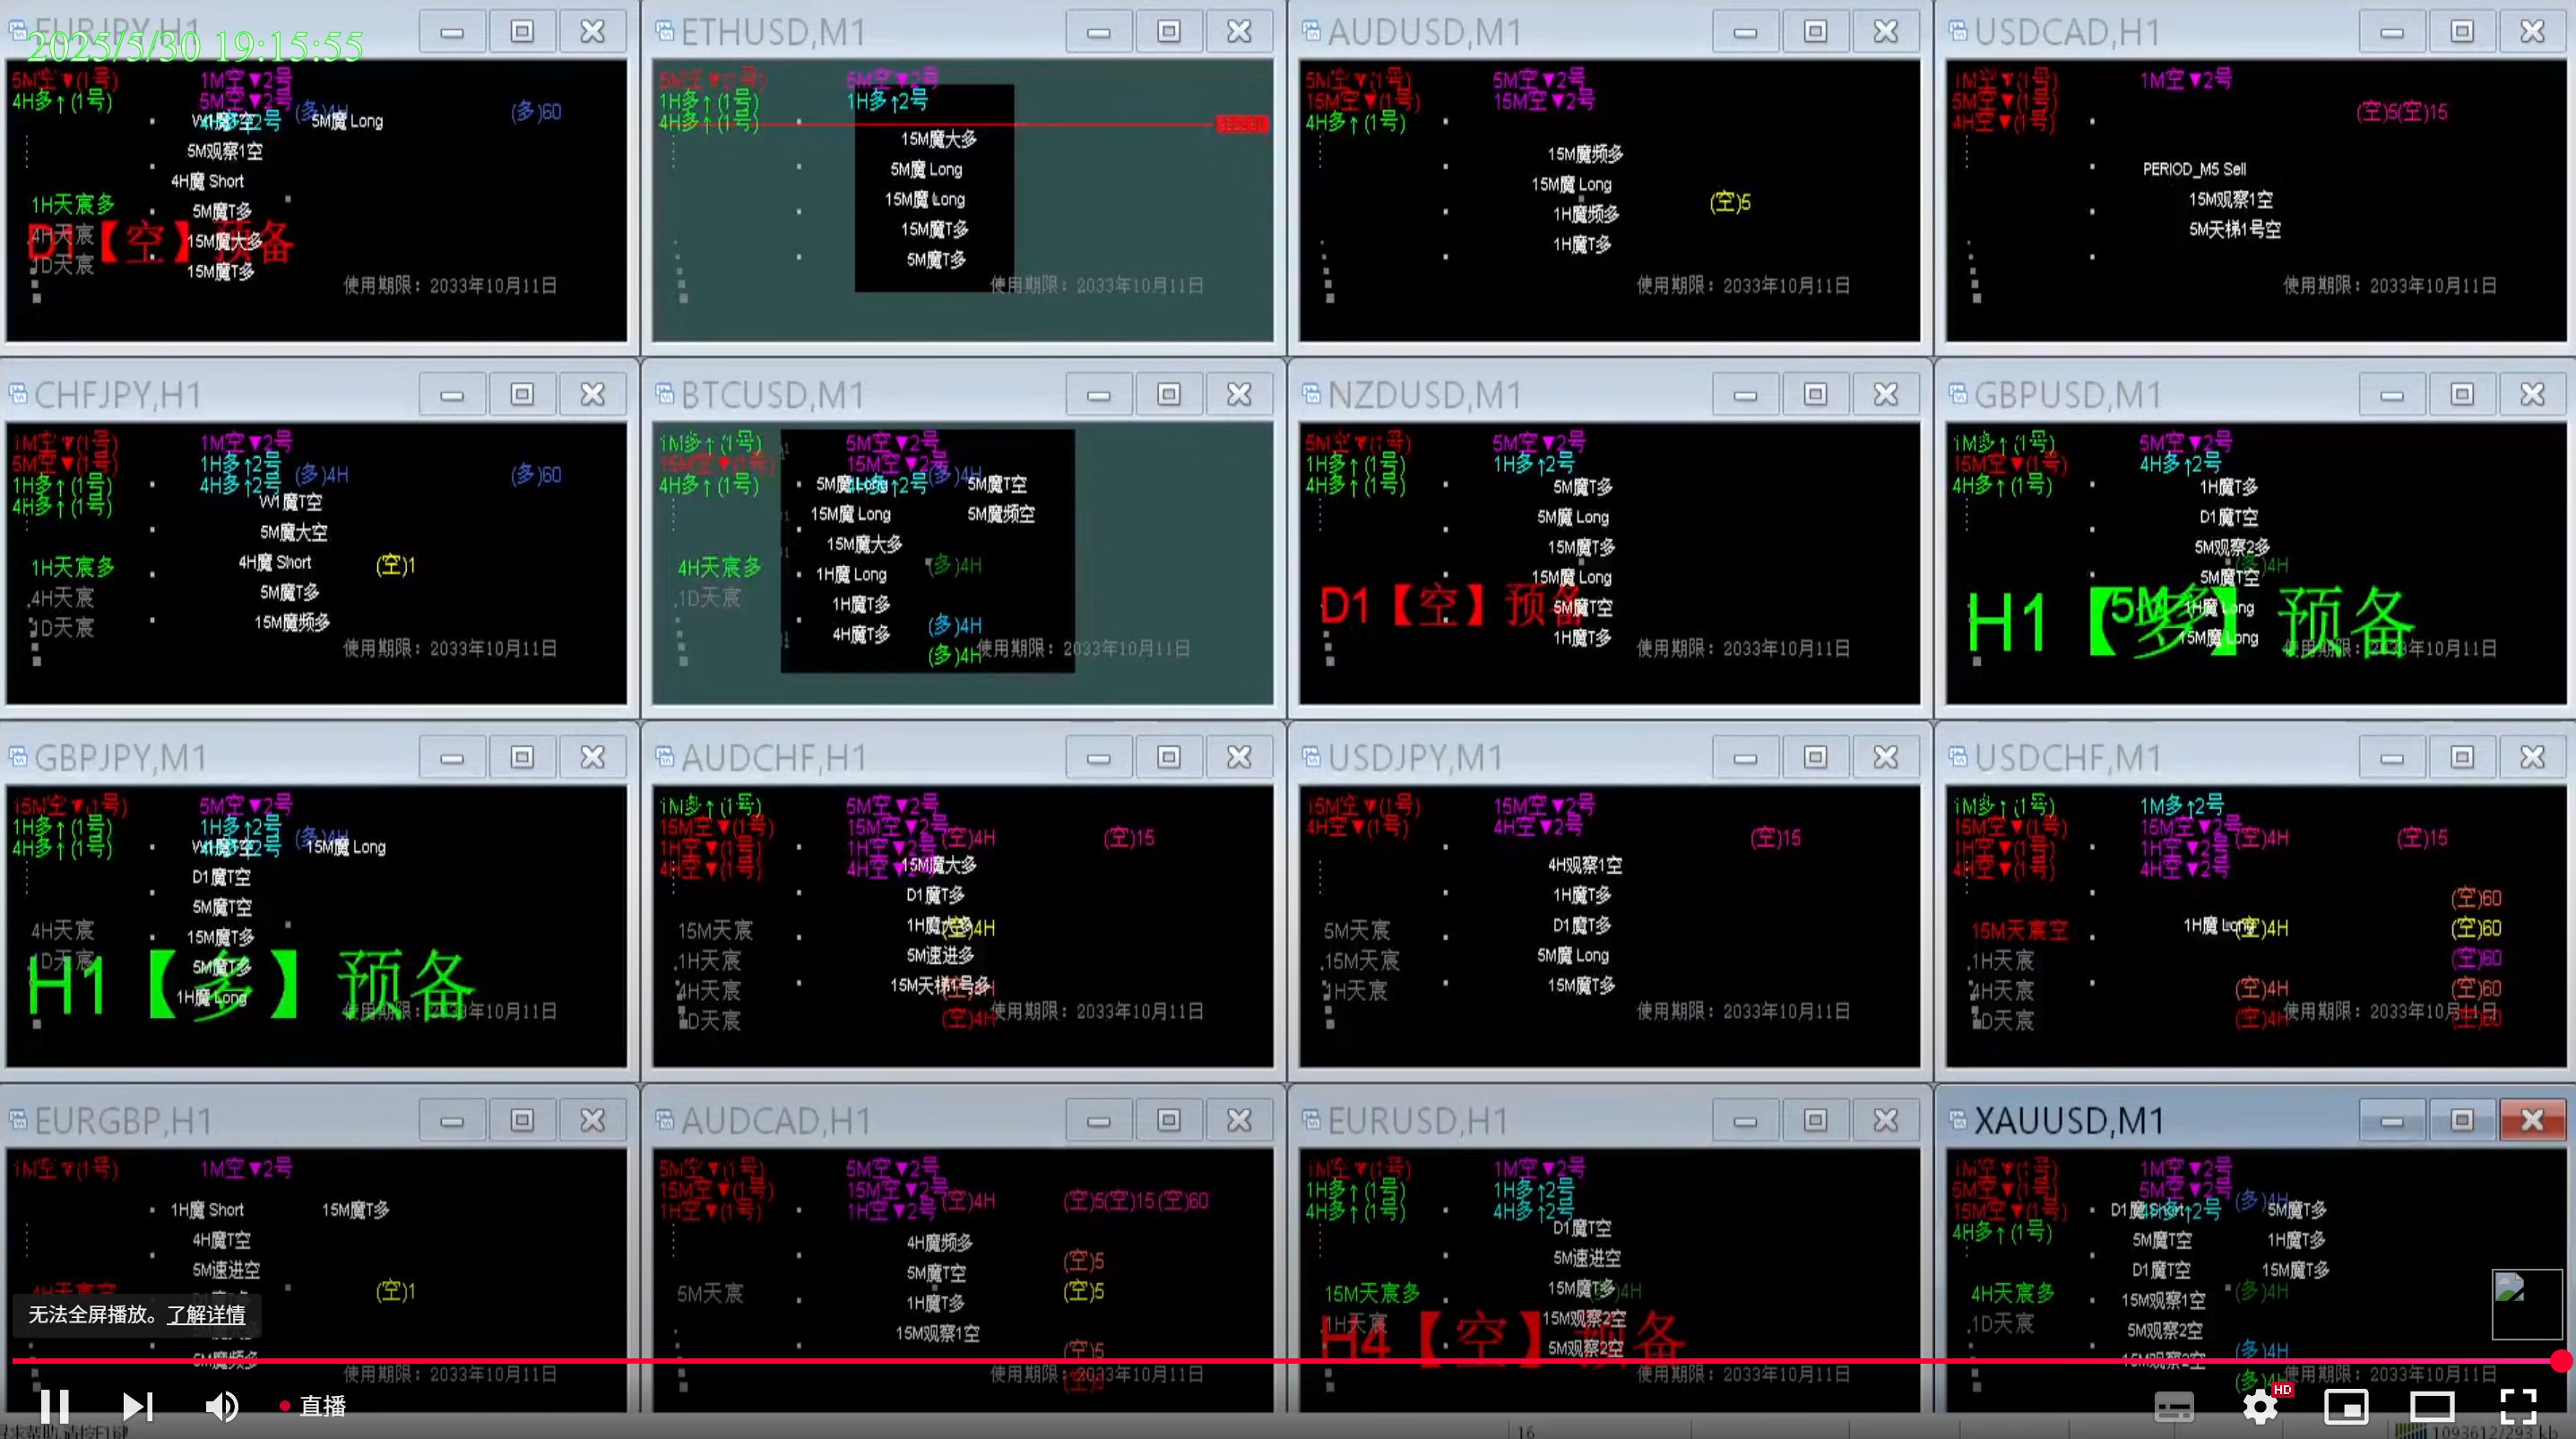 EURJPY,H1
2025/5/30 19:15:55
5M空▼(1号)
4H多↑(1号)
1M空▼2号
5M空▼2号
(多)4H
(多)60
5M魔 Long
5M观察1空
4H魔 Short
1H天宸多
5M魔T多
4H天宸
D1【空】预备
15M魔大多
1D天宸
15M魔T多
使用期限：2033年10月11日
ETHUSD,M1
5M空▼(1号)
1H多↑(1号)
4H多↑(1号)
5M空▼2号
1H多↑2号
15M魔大多
5M魔 Long
15M魔 Long
15M魔T多
5M魔T多
使用期限：2033年10月11日
AUDUSD,M1
5M空▼(1号)
15M空▼(1号)
4H多↑(1号)
5M空▼2号
15M空▼2号
15M魔频多
15M魔 Long
(空)5
1H魔频多
1H魔T多
使用期限：2033年10月11日
USDCAD,H1
1M空▼(1号)
5M空▼(1号)
4H空▼(1号)
1M空▼2号
(空)5(空)15
PERIOD_M5 Sell
15M观察1空
5M天梯1号空
使用期限：2033年10月11日
CHFJPY,H1
1M空▼(1号)
5M空▼(1号)
1H多↑(1号)
4H多↑(1号)
1M空▼2号
1H多↑2号
4H多↑2号
(多)4H
(多)60
W1魔T空
5M魔大空
4H魔 Short
(空)1
1H天宸多
5M魔T多
4H天宸
15M魔频多
1D天宸
使用期限：2033年10月11日
BTCUSD,M1
1M多↑(1号)
15M空▼(1号)
4H多↑(1号)
5M空▼2号
15M空▼2号
4H多↑2号
(多)4H
5M魔 Long
5M魔T空
15M魔 Long
5M魔频空
15M魔大多
4H天宸多
1H魔 Long
(多)4H
1D天宸
1H魔T多
4H魔T多
(多)4H
(多)4H
使用期限：2033年10月11日
NZDUSD,M1
5M空▼(1号)
1H多↑(1号)
4H多↑(1号)
5M空▼2号
1H多↑2号
5M魔T多
5M魔 Long
15M魔T多
15M魔 Long
D1【空】预备
5M魔T空
1H魔T多
使用期限：2033年10月11日
GBPUSD,M1
1M多↑(1号)
15M空▼(1号)
4H多↑(1号)
5M空▼2号
4H多↑2号
1H魔T多
D1魔T空
5M观察2多
(多)4H
5M魔T空
H1【多】预备
1H魔 Long
15M魔 Long
使用期限：2033年10月11日
GBPJPY,M1
15M空▼(1号)
1H多↑(1号)
4H多↑(1号)
5M空▼2号
1H多↑2号
4H多↑2号
(多)4H
15M魔 Long
D1魔T空
5M魔T空
4H天宸
15M魔T多
1D天宸
5M魔T多
H1【多】预备
1H魔 Long
使用期限：2033年10月11日
AUDCHF,H1
1M多↑(1号)
15M空▼(1号)
1H空▼(1号)
4H空▼(1号)
5M空▼2号
15M空▼2号
1H空▼2号
4H空▼2号
(空)4H
(空)15
15M魔大多
D1魔T多
15M天宸
1H魔大多
(空)4H
1H天宸
5M速进多
4H天宸
15M天梯1号多
(空)4H
1D天宸
(空)4H
使用期限：2033年10月11日
USDJPY,M1
15M空▼(1号)
4H空▼(1号)
15M空▼2号
4H空▼2号
(空)15
4H观察1空
1H魔T多
5M天宸
D1魔T多
15M天宸
5M魔 Long
1H天宸
15M魔T多
使用期限：2033年10月11日
USDCHF,M1
1M多↑(1号)
15M空▼(1号)
1H空▼(1号)
4H空▼(1号)
1M多↑2号
15M空▼2号
1H空▼2号
4H空▼2号
(空)4H
(空)15
(空)60
15M天宸空
1H魔 Long
(空)4H
(空)60
1H天宸
(空)60
4H天宸
(空)4H
(空)60
1D天宸
(空)4H
(空)60
使用期限：2033年10月11日
EURGBP,H1
1M空▼(1号)
1M空▼2号
1H魔 Short
15M魔T多
4H魔T空
5M速进空
4H天宸空
(空)1
5M魔频多
使用期限：2033年10月11日
AUDCAD,H1
5M空▼(1号)
15M空▼(1号)
1H空▼(1号)
5M空▼2号
15M空▼2号
1H空▼2号
(空)4H
(空)5(空)15(空)60
4H魔频多
(空)5
5M魔T空
5M天宸
1H魔T多
(空)5
15M观察1空
(空)5
使用期限：2033年10月11日
EURUSD,H1
1M空▼(1号)
1H多↑(1号)
4H多↑(1号)
1M空▼2号
1H多↑2号
4H多↑2号
D1魔T空
5M速进空
15M天宸多
15M魔T多
4H
1H天宸
15M观察2空
H4【空】预备
5M观察2空
使用期限：2033年10月11日
XAUUSD,M1
1M空▼(1号)
5M空▼(1号)
15M空▼(1号)
4H多↑(1号)
1M空▼2号
5M空▼2号
4H多↑2号
(多)4H
D1魔 Short
5M魔T多
5M魔T空
1H魔T多
D1魔T空
15M魔T多
4H天宸多
15M观察1空
(多)4H
1D天宸
5M观察2空
15M观察2空
(多)4H
(多)4H
使用期限：2033年10月11日
无法全屏播放。了解详情
直播
HD
寻求帮助,请按F1键
16
1093612/293 kb